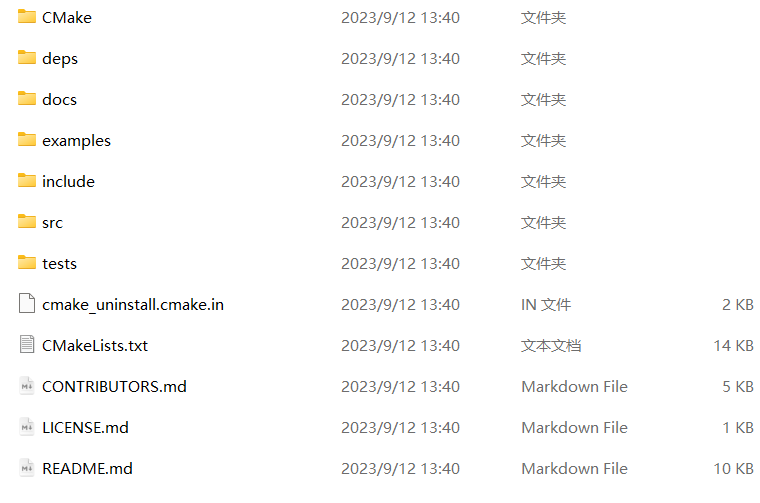 CMake 2023/9/12 13:40 文件夹
deps 2023/9/12 13:40 文件夹
docs 2023/9/12 13:40 文件夹
examples 2023/9/12 13:40 文件夹
include 2023/9/12 13:40 文件夹
src 2023/9/12 13:40 文件夹
tests 2023/9/12 13:40 文件夹
cmake_uninstall.cmake.in 2023/9/12 13:40 IN 文件 2 KB
CMakeLists.txt 2023/9/12 13:40 文本文档 14 KB
CONTRIBUTORS.md 2023/9/12 13:40 Markdown File 5 KB
LICENSE.md 2023/9/12 13:40 Markdown File 1 KB
README.md 2023/9/12 13:40 Markdown File 10 KB